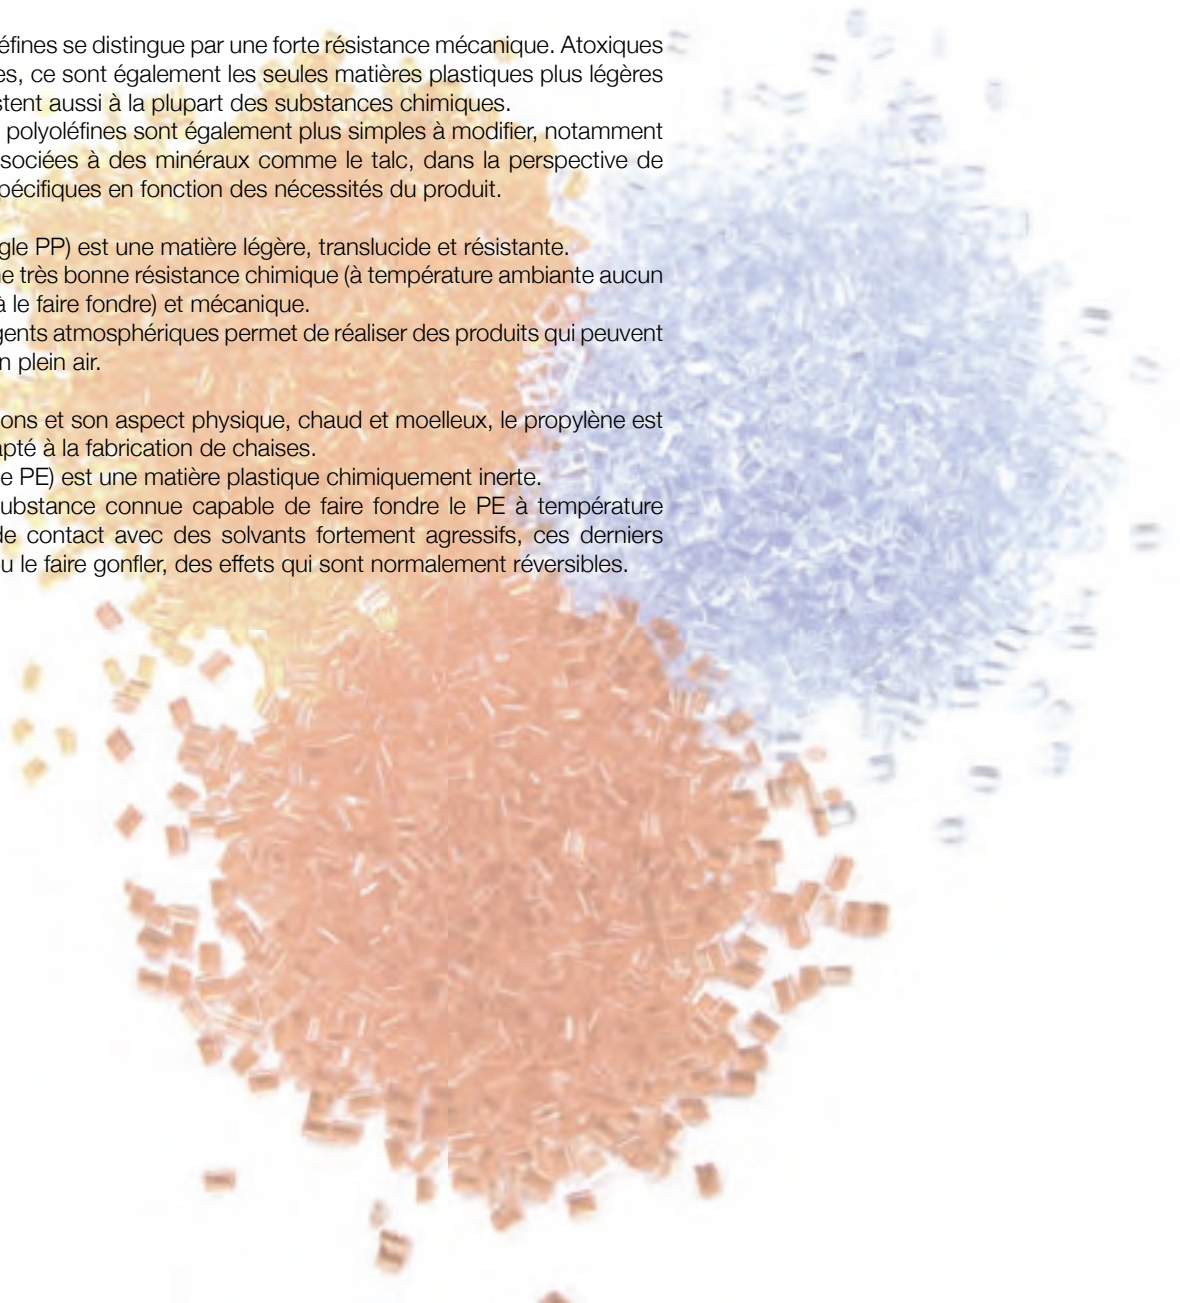 éfines se distingue par une forte résistance mécanique. Atoxiques
es, ce sont également les seules matières plastiques plus légères
stent aussi à la plupart des substances chimiques.
polyoléfines sont également plus simples à modifier, notamment
ssociées à des minéraux comme le talc, dans la perspective de
pécifiques en fonction des nécessités du produit.
gle PP) est une matière légère, translucide et résistante.
ne très bonne résistance chimique (à température ambiante aucun
à le faire fondre) et mécanique.
gents atmosphériques permet de réaliser des produits qui peuvent
n plein air.
ons et son aspect physique, chaud et moelleux, le propylène est
apté à la fabrication de chaises.
e PE) est une matière plastique chimiquement inerte.
ubstance connue capable de faire fondre le PE à température
de contact avec des solvants fortement agressifs, ces derniers
u le faire gonfler, des effets qui sont normalement réversibles.